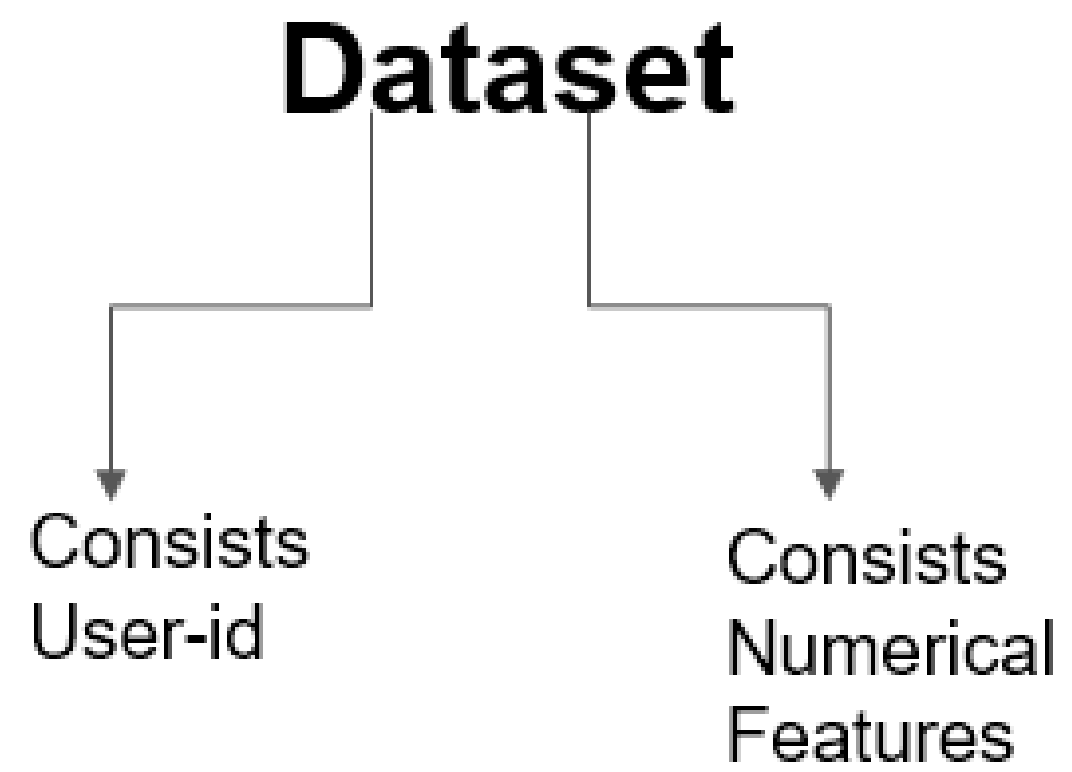 Dataset
Consists
User-id
Consists
Numerical
Features